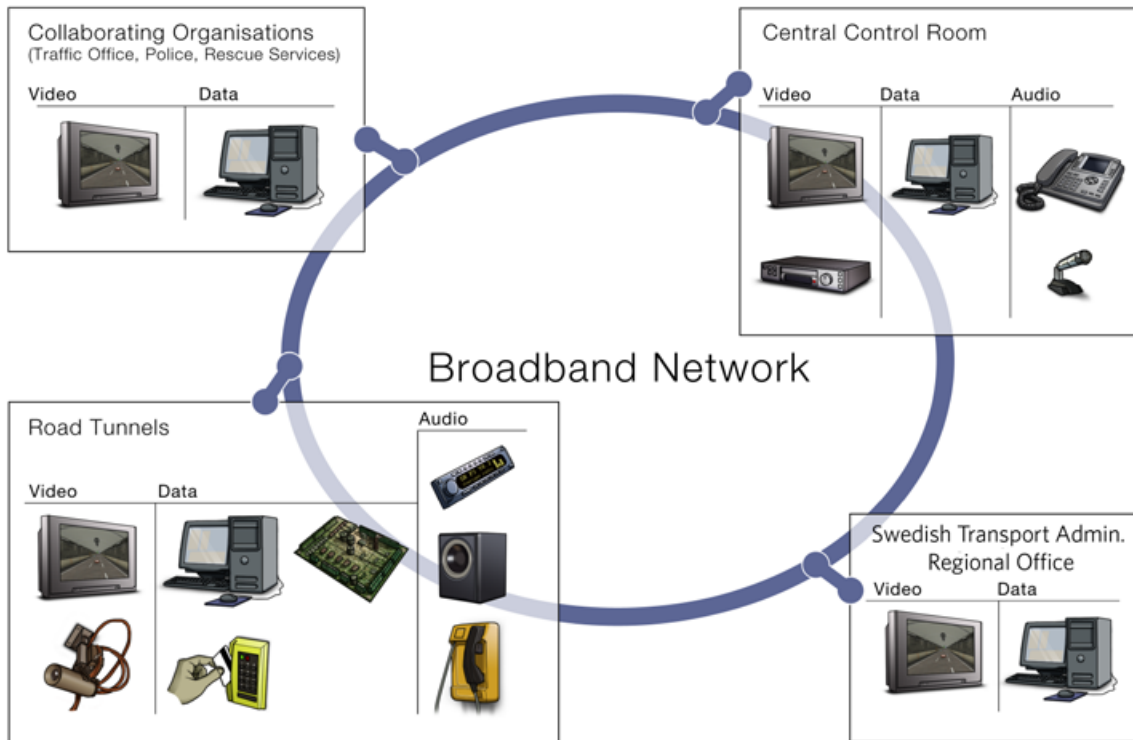 Collaborating Organisations
(Traffic Office, Police, Rescue Services)
Video Data
Central Control Room
Video Data Audio
Broadband Network
Road Tunnels
Audio
Video Data
Swedish Transport Admin.
Regional Office
Video Data